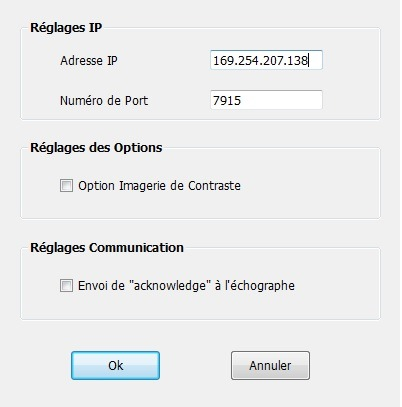 Réglages IP
Adresse IP 169.254.207.138
Numéro de Port 7915
Réglages des Options
Option Imagerie de Contraste
Réglages Communication
Envoi de "acknowledge" à l'échographe
Ok Annuler